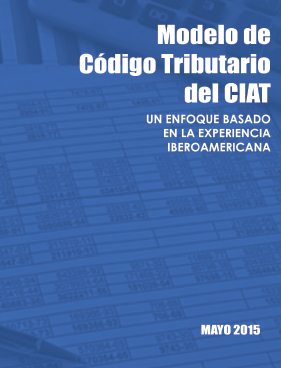 Modelo de
Código Tributario
del CIAT
UN ENFOQUE BASADO
EN LA EXPERIENCIA
IBEROAMERICANA
MAYO 2015